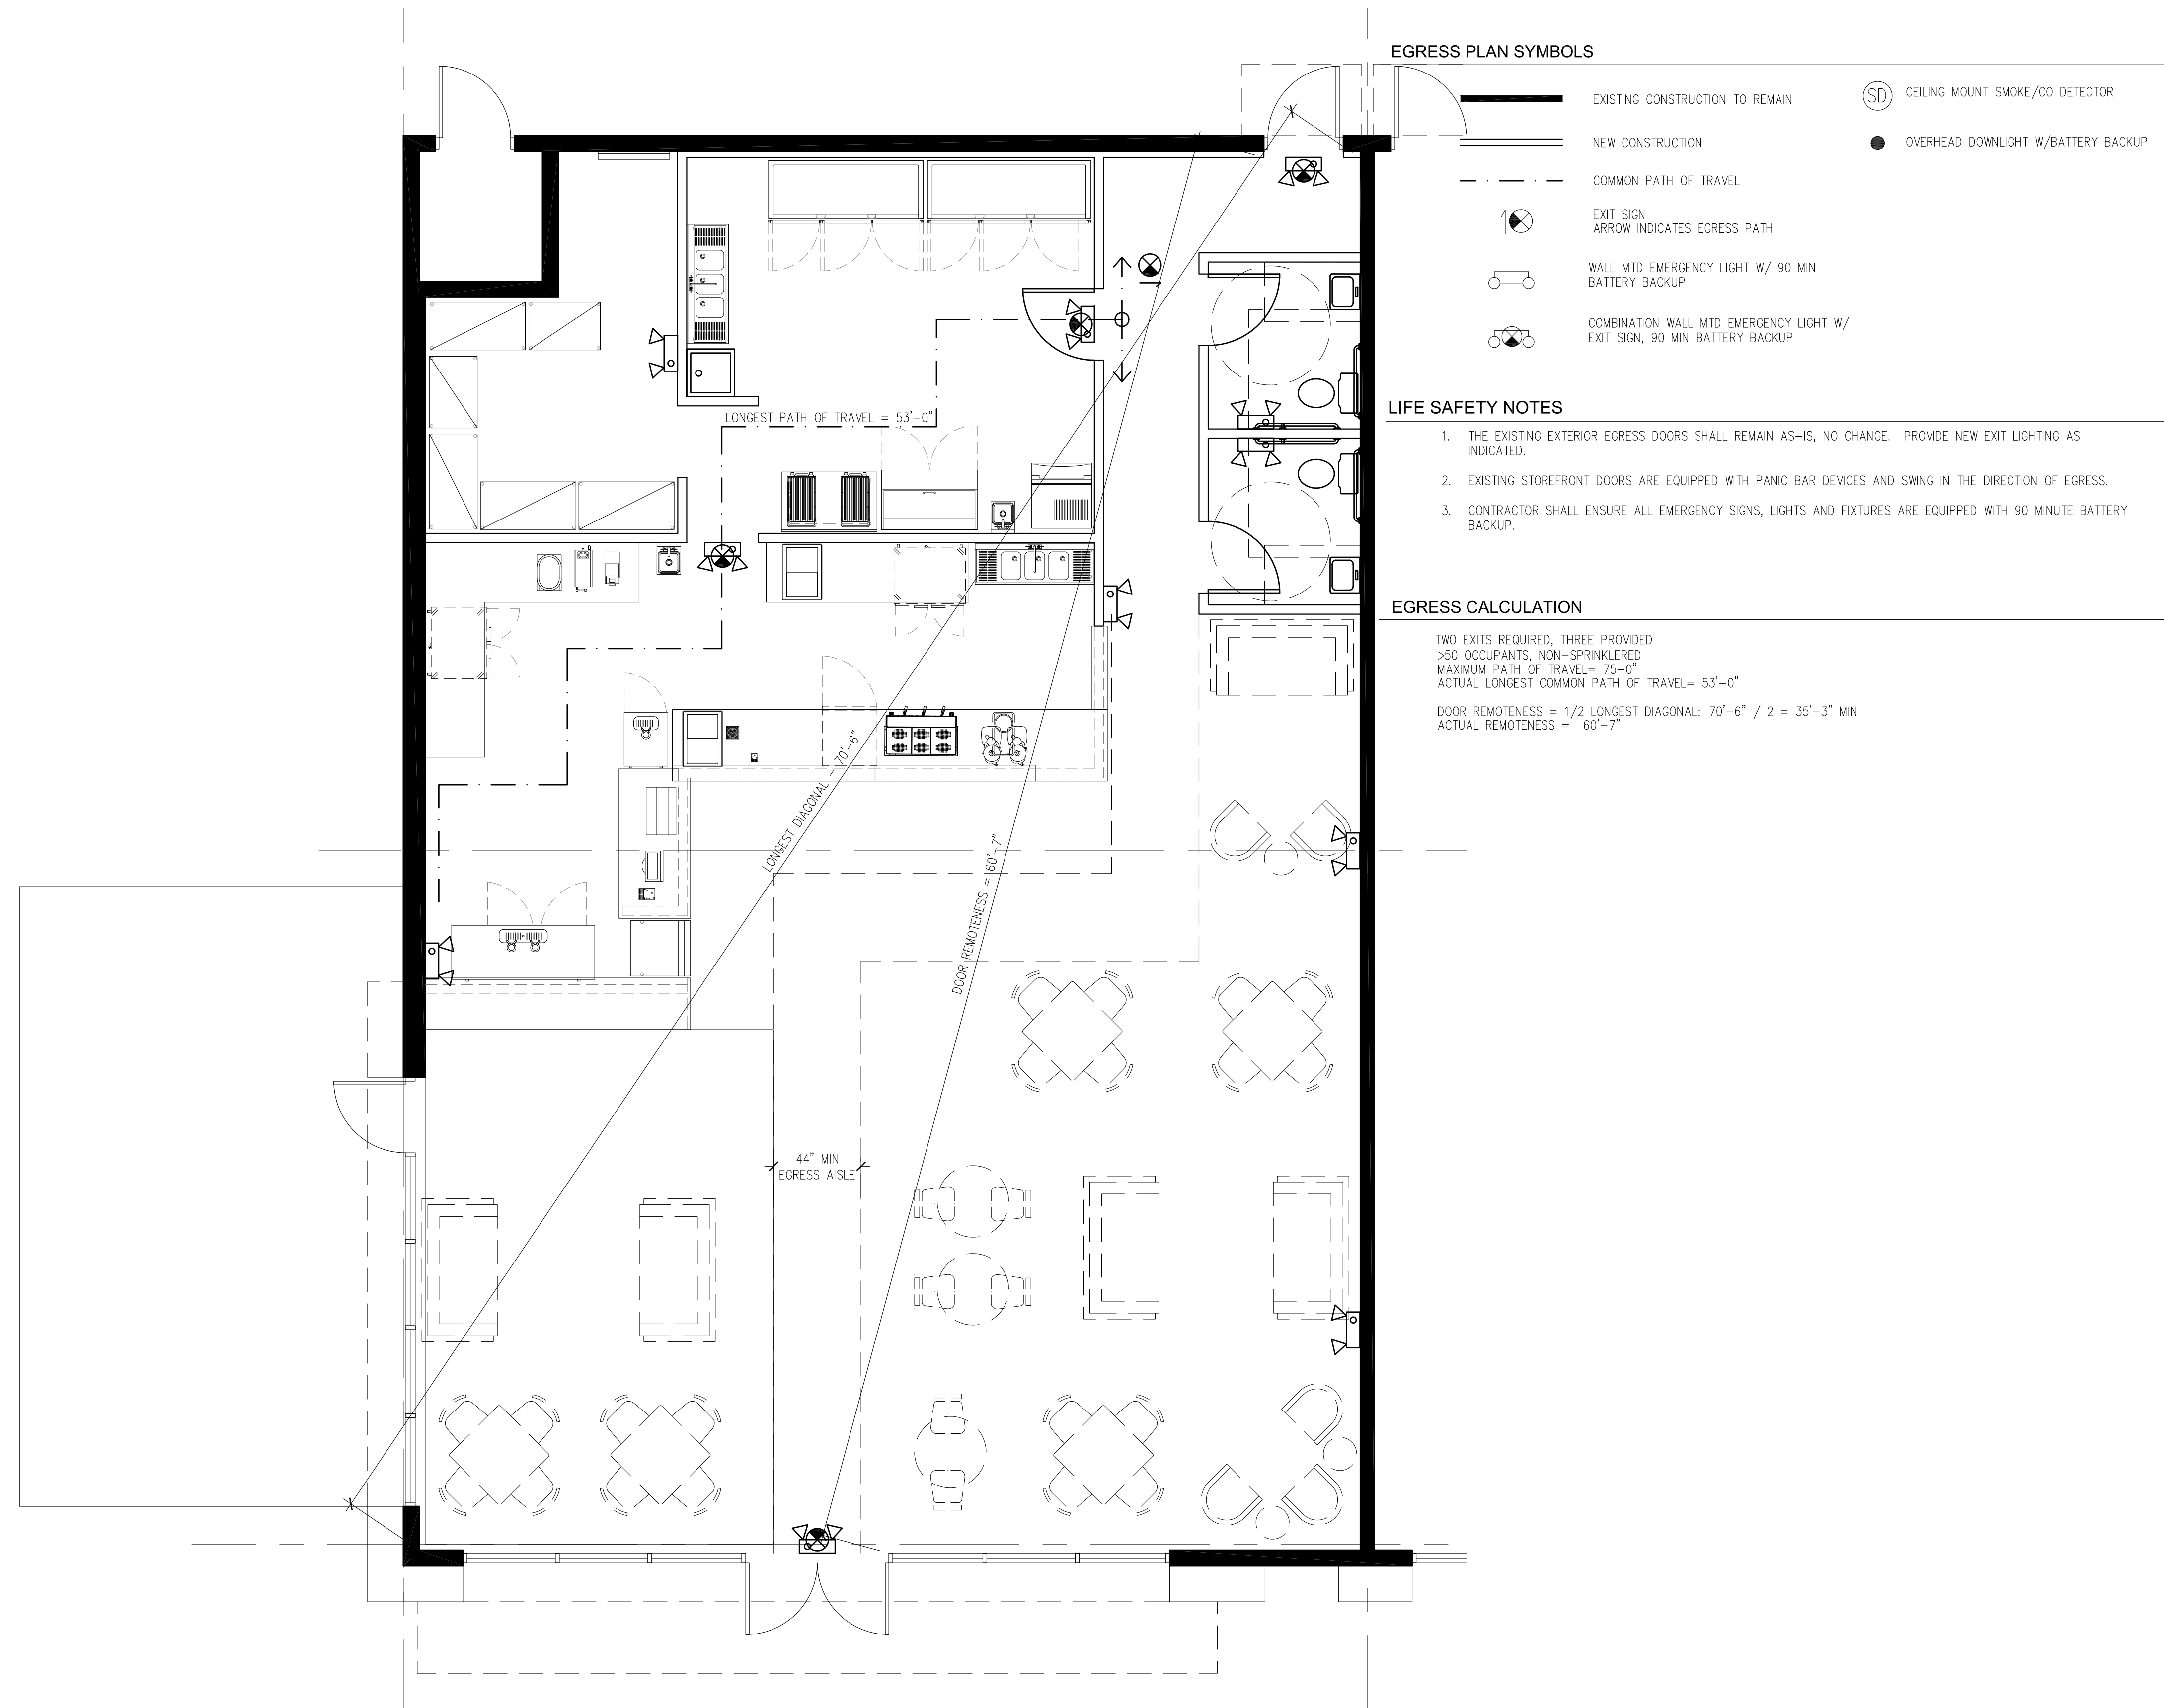 EGRESS PLAN SYMBOLS
EXISTING CONSTRUCTION TO REMAIN
SD
CEILING MOUNT SMOKE/CO DETECTOR
NEW CONSTRUCTION
OVERHEAD DOWNLIGHT W/BATTERY BACKUP
COMMON PATH OF TRAVEL
1
EXIT SIGN
ARROW INDICATES EGRESS PATH
WALL MTD EMERGENCY LIGHT W/ 90 MIN
BATTERY BACKUP
COMBINATION WALL MTD EMERGENCY LIGHT W/
EXIT SIGN, 90 MIN BATTERY BACKUP
LIFE SAFETY NOTES
1. THE EXISTING EXTERIOR EGRESS DOORS SHALL REMAIN AS-IS, NO CHANGE. PROVIDE NEW EXIT LIGHTING AS
INDICATED.
2. EXISTING STOREFRONT DOORS ARE EQUIPPED WITH PANIC BAR DEVICES AND SWING IN THE DIRECTION OF EGRESS.
3. CONTRACTOR SHALL ENSURE ALL EMERGENCY SIGNS, LIGHTS AND FIXTURES ARE EQUIPPED WITH 90 MINUTE BATTERY
BACKUP.
EGRESS CALCULATION
TWO EXITS REQUIRED, THREE PROVIDED
>50 OCCUPANTS, NON-SPRINKLERED
MAXIMUM PATH OF TRAVEL= 75-0"
ACTUAL LONGEST COMMON PATH OF TRAVEL= 53'-0"
DOOR REMOTENESS = 1/2 LONGEST DIAGONAL: 70'-6" / 2 = 35'-3" MIN
ACTUAL REMOTENESS = 60'-7"
LONGEST PATH OF TRAVEL = 53'-0"
LONGEST DIAGONAL - 70'-6"
DOOR REMOTENESS = 60'-7"
44" MIN
EGRESS AISLE